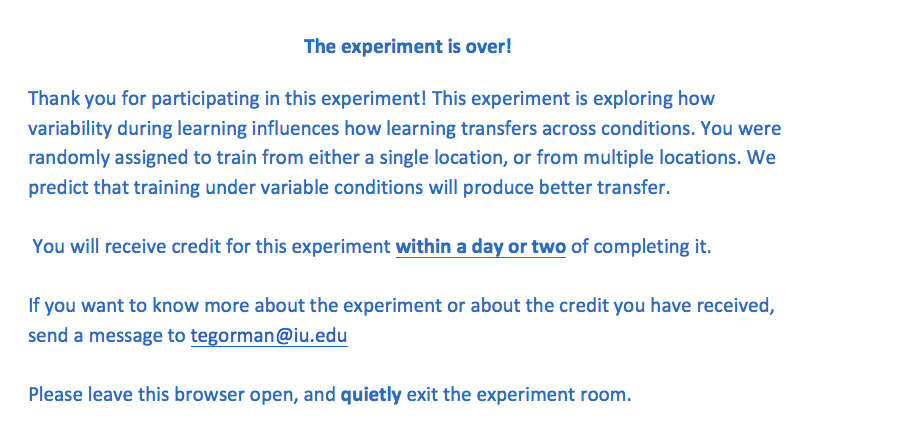 The experiment is over!
Thank you for participating in this experiment! This experiment is exploring how
variability during learning influences how learning transfers across conditions. You were
randomly assigned to train from either a single location, or from multiple locations. We
predict that training under variable conditions will produce better transfer.
You will receive credit for this experiment within a day or two of completing it.
If you want to know more about the experiment or about the credit you have received,
send a message to tegorman@iu.edu
Please leave this browser open, and quietly exit the experiment room.